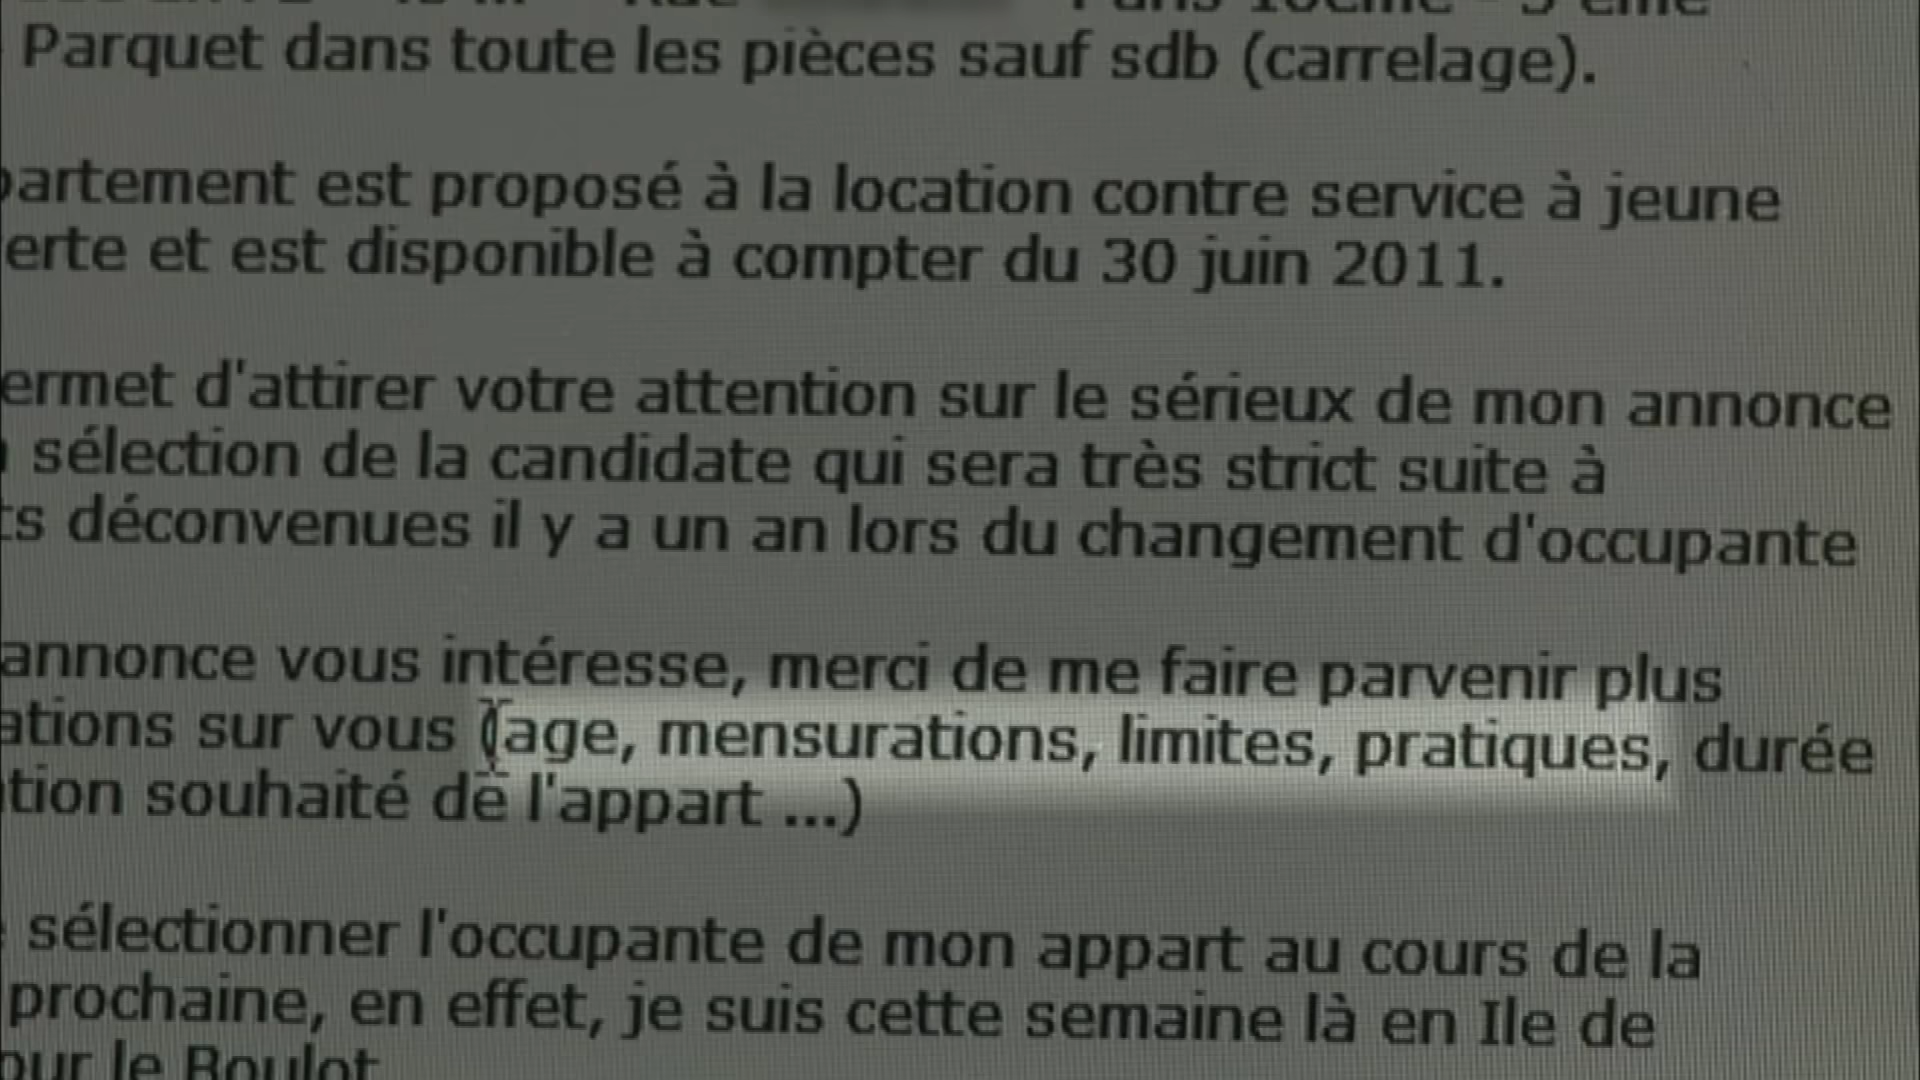 Parquet dans toute les pièces sauf sdb (carrelage).
partement est proposé à la location contre service à jeune
erte et est disponible à compter du 30 juin 2011.
ermet d'attirer votre attention sur le sérieux de mon annonce
sélection de la candidate qui sera très strict suite à
ts déconvenues il y a un an lors du changement d'occupante
annonce vous intéresse, merci de me faire parvenir plus
ations sur vous (age, mensurations, limites, pratiques, durée
tion souhaité de l'appart ...)
sélectionner l'occupante de mon appart au cours de la
prochaine, en effet, je suis cette semaine là en Ile de
our le Boulot